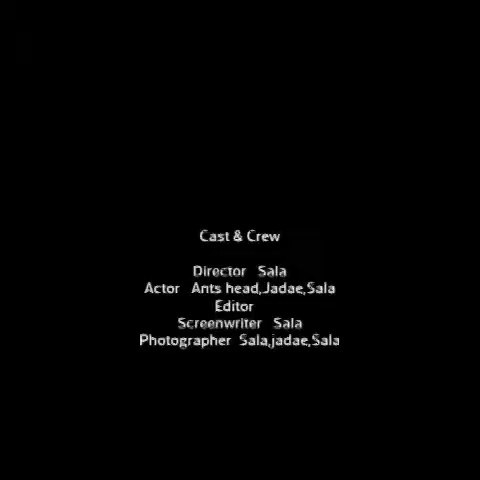 Cast & Crew
Director Sala
Actor Ants head,Jadae,Sala
Editor
Screenwriter Sala
Photographer Sala,jadae,Sala